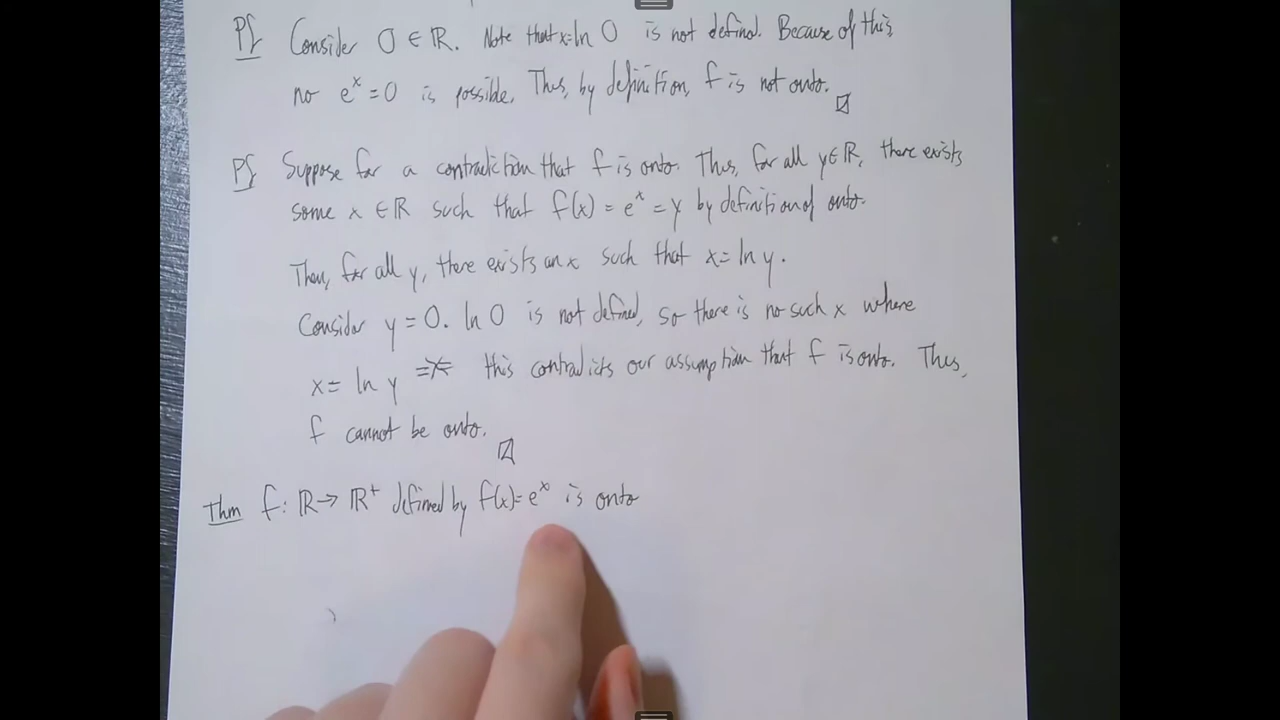 Pf Consider 0 ∈ ℝ. Note that x=ln 0 is not defined. Because of this,
no eˣ = 0 is possible. Thus, by definition, f is not onto.
Pf Suppose for a contradiction that f is onto. Thus, for all y∈ℝ, there exists
some x ∈ ℝ such that f(x) = eˣ = y by definition of onto.
Then, for all y, there exists an x such that x = ln y.
Consider y = 0. ln 0 is not defined, so there is no such x where
x = ln y ⇒⇐ this contradicts our assumption that f is onto. Thus,
f cannot be onto.
Thm f: ℝ → ℝ⁺ defined by f(x)= eˣ is onto